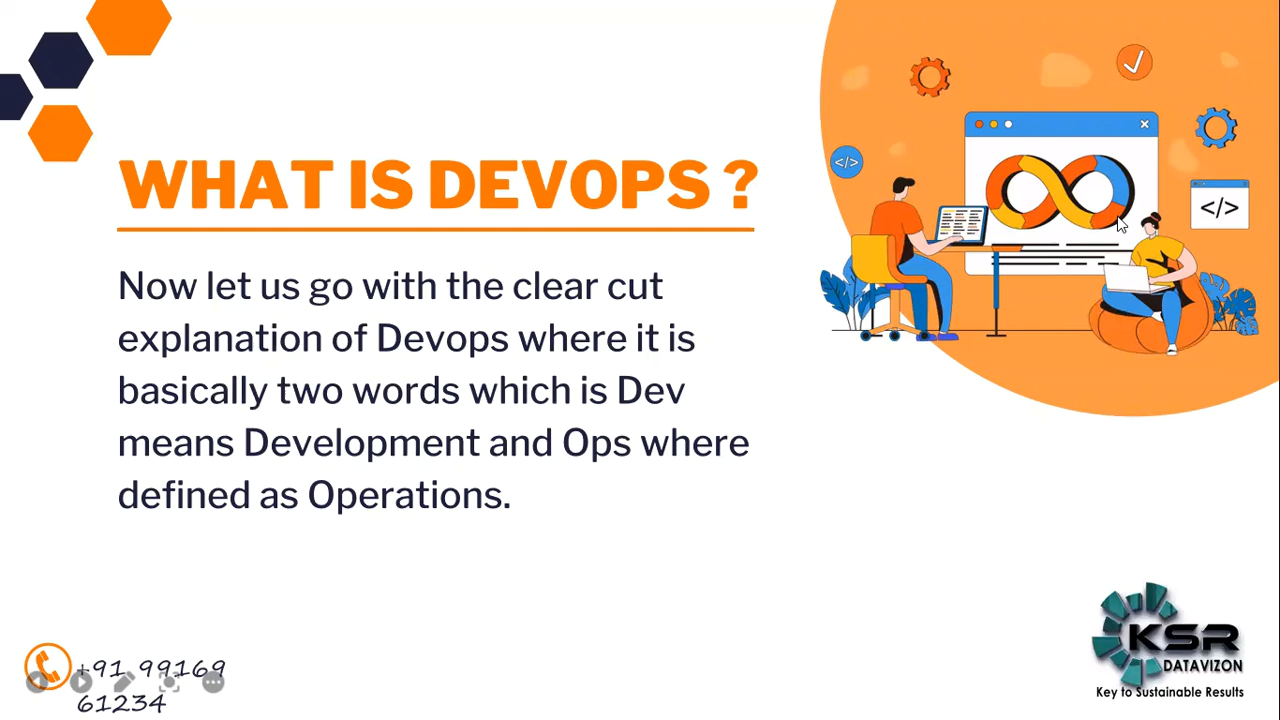 WHAT IS DEVOPS ?
</>
</>
Now let us go with the clear cut
explanation of Devops where it is
basically two words which is Dev
means Development and Ops where
defined as Operations.
+91 99169
61234
KSR
DATAVIZON
Key to Sustainable Results